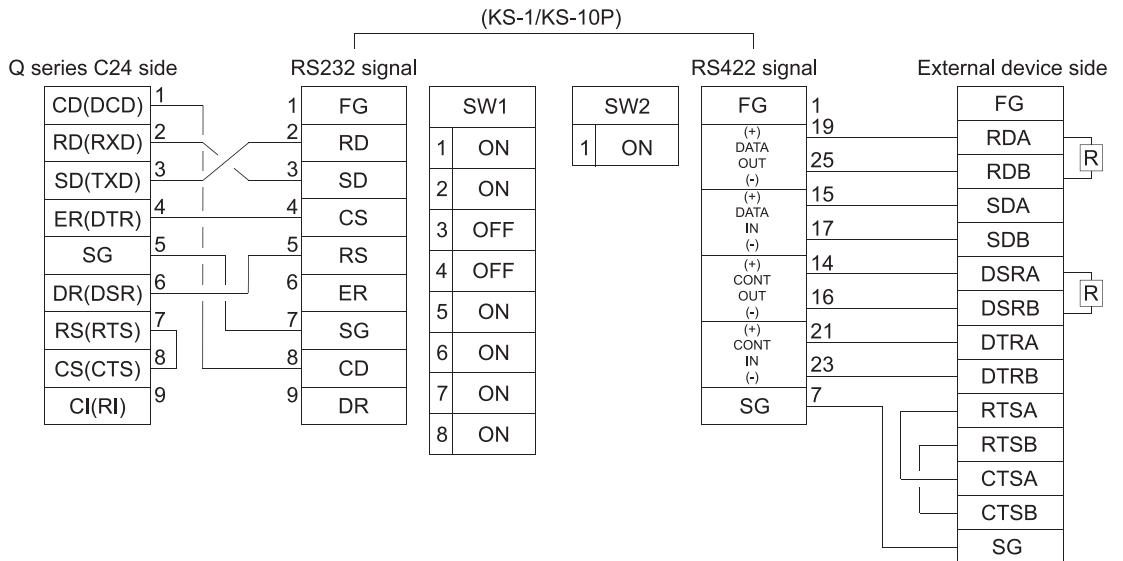 (KS-1/KS-10P)
Q series C24 side
RS232 signal
RS422 signal
External device side
CD(DCD) 1
RD(RXD) 2
SD(TXD) 3
ER(DTR) 4
SG 5
DR(DSR) 6
RS(RTS) 7
CS(CTS) 8
CI(RI) 9
1 FG
2 RD
3 SD
4 CS
5 RS
6 ER
7 SG
8 CD
9 DR
SW1
1 ON
2 ON
3 OFF
4 OFF
5 ON
6 ON
7 ON
8 ON
SW2
1 ON
FG 1
(+) 19
DATA
OUT 25
(-)
(+) 15
DATA
IN 17
(-)
(+) 14
CONT
OUT 16
(-)
(+) 21
CONT
IN 23
(-)
SG 7
FG
RDA
R
RDB
SDA
SDB
DSRA
R
DSRB
DTRA
DTRB
RTSA
RTSB
CTSA
CTSB
SG